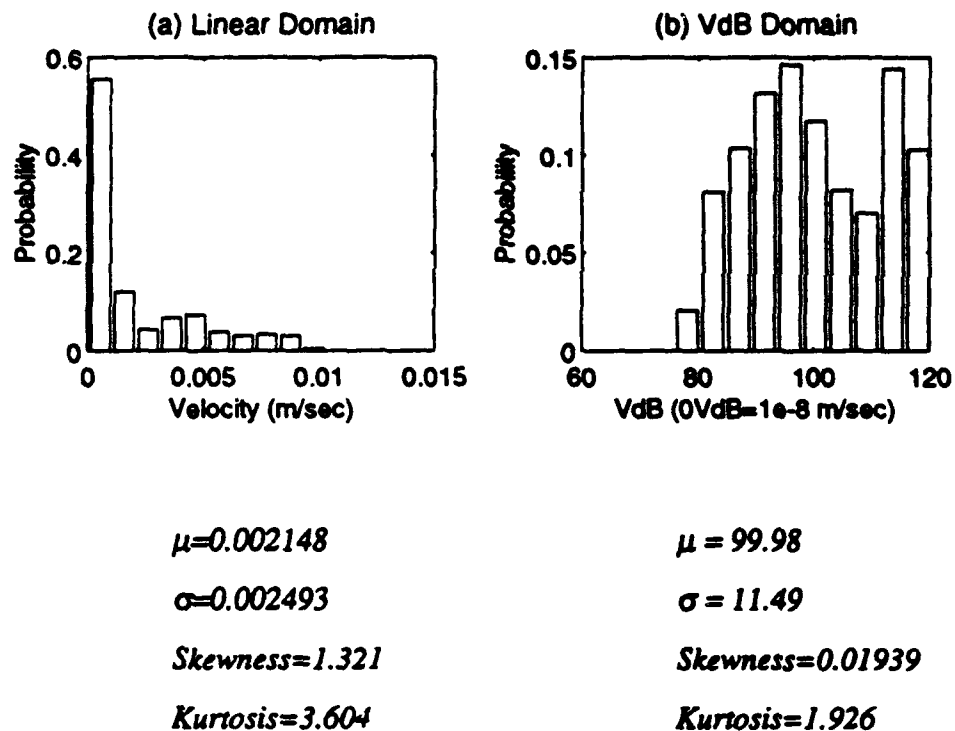 (a) Linear Domain
0.6
0.4
0.2
0
Probability
0
0.005
0.01
0.015
Velocity (m/sec)
(b) VdB Domain
0.15
0.1
0.05
0
Probability
60
80
100
120
VdB (0VdB=1e-8 m/sec)
μ=0.002148
σ=0.002493
Skewness=1.321
Kurtosis=3.604
μ = 99.98
σ = 11.49
Skewness=0.01939
Kurtosis=1.926